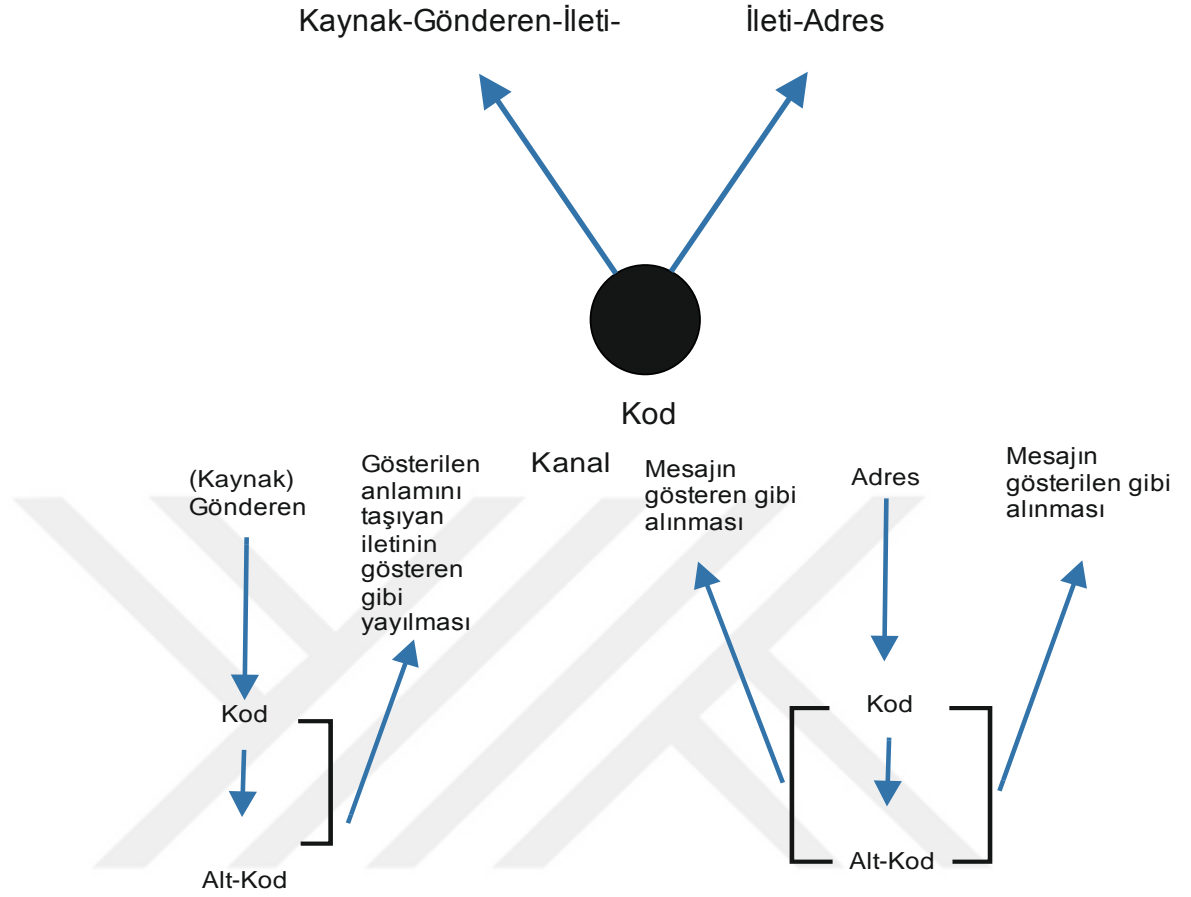 Kaynak-Gönderen-İleti- İleti-Adres
Kod
Kanal
(Kaynak)
Gönderen
Gösterilen
anlamını
taşıyan
iletinin
gösteren
gibi
yayılması
Mesajın
gösteren gibi
alınması
Adres
Mesajın
gösterilen gibi
alınması
Kod
Alt-Kod
Kod
Alt-Kod